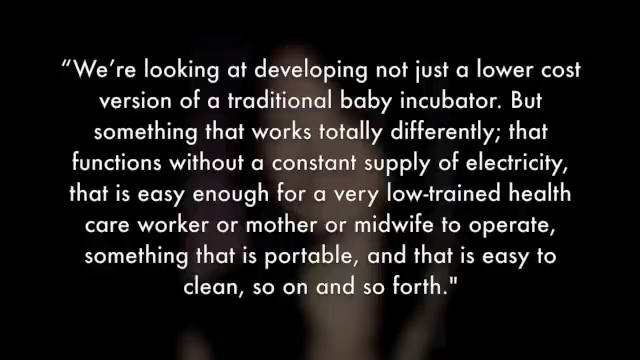 “We’re looking at developing not just a lower cost
version of a traditional baby incubator. But
something that works totally differently; that
functions without a constant supply of electricity,
that is easy enough for a very low-trained health
care worker or mother or midwife to operate,
something that is portable, and that is easy to
clean, so on and so forth."